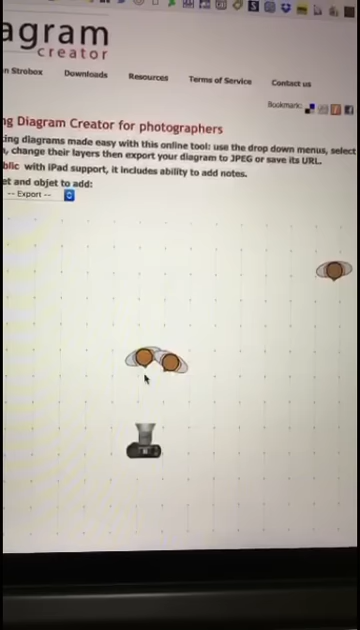 agram
creator
n Strobox Downloads Resources Terms of Service Contact us
Bookmark:
ng Diagram Creator for photographers
ting diagrams made easy with this online tool: use the drop down menus, select
, change their layers then export your diagram to JPEG or save its URL.
blic with iPad support, it includes ability to add notes.
et and objet to add:
-- Export --